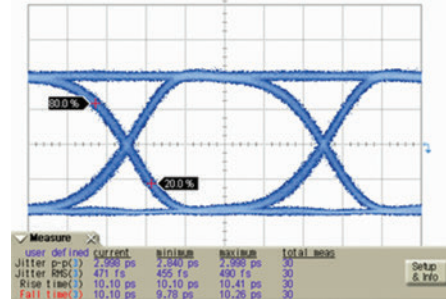 80.0 %
20.0 %
Measure
user defined current minimum maximum total meas
Jitter p-p(3) 2.998 ps 2.840 ps 2.998 ps 30
Jitter RMS(3) 471 fs 455 fs 490 fs 30
Rise time(3) 10.10 ps 10.10 ps 10.41 ps 30
Fall time(3) 10.10 ps 9.78 ps 10.26 ps 30
Setup
& Info